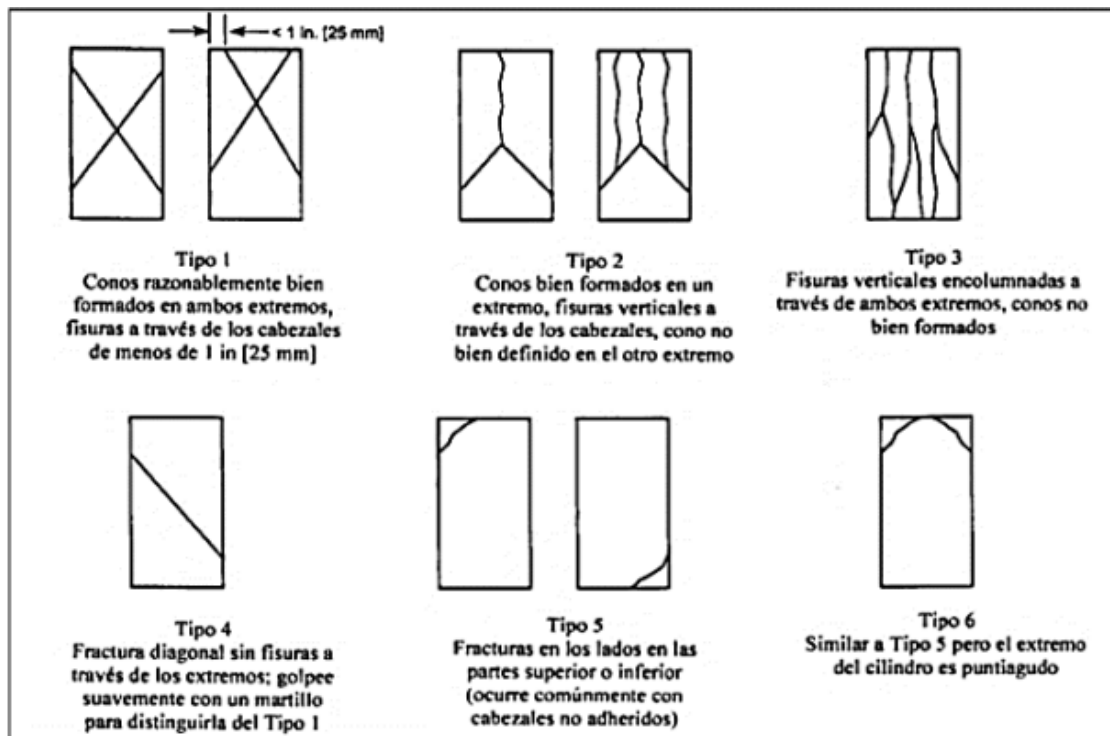 < 1 in. [25 mm]
Tipo 1
Conos razonablemente bien
formados en ambos extremos,
fisuras a través de los cabezales
de menos de 1 in [25 mm]
Tipo 2
Conos bien formados en un
extremo, fisuras verticales a
través de los cabezales, cono no
bien definido en el otro extremo
Tipo 3
Fisuras verticales encolumnadas a
través de ambos extremos, conos no
bien formados
Tipo 4
Fractura diagonal sin fisuras a
través de los extremos; golpee
suavemente con un martillo
para distinguirla del Tipo 1
Tipo 5
Fracturas en los lados en las
partes superior o inferior
(ocurre comúnmente con
cabezales no adheridos)
Tipo 6
Similar a Tipo 5 pero el extremo
del cilindro es puntiagudo